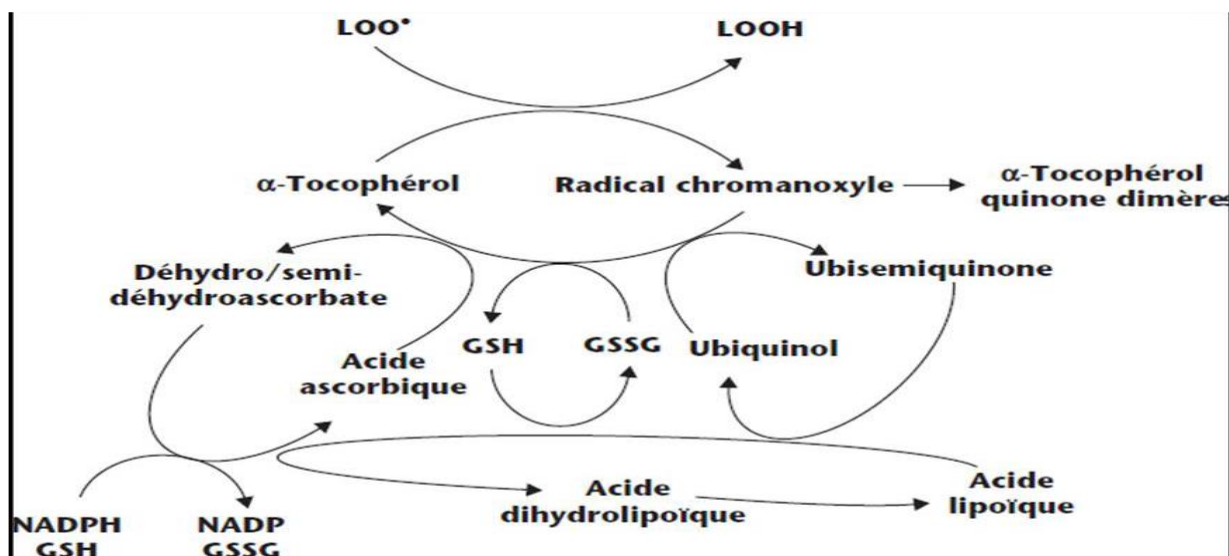 LOO•
LOOH
α-Tocophérol
Radical chromanoxyle
α-Tocophérol
quinone dimères
Déhydro/semi-
déhydroascorbate
Ubisemiquinone
Acide
ascorbique
GSH
GSSG
Ubiquinol
NADPH
GSH
NADP
GSSG
Acide
dihydrolipoïque
Acide
lipoïque